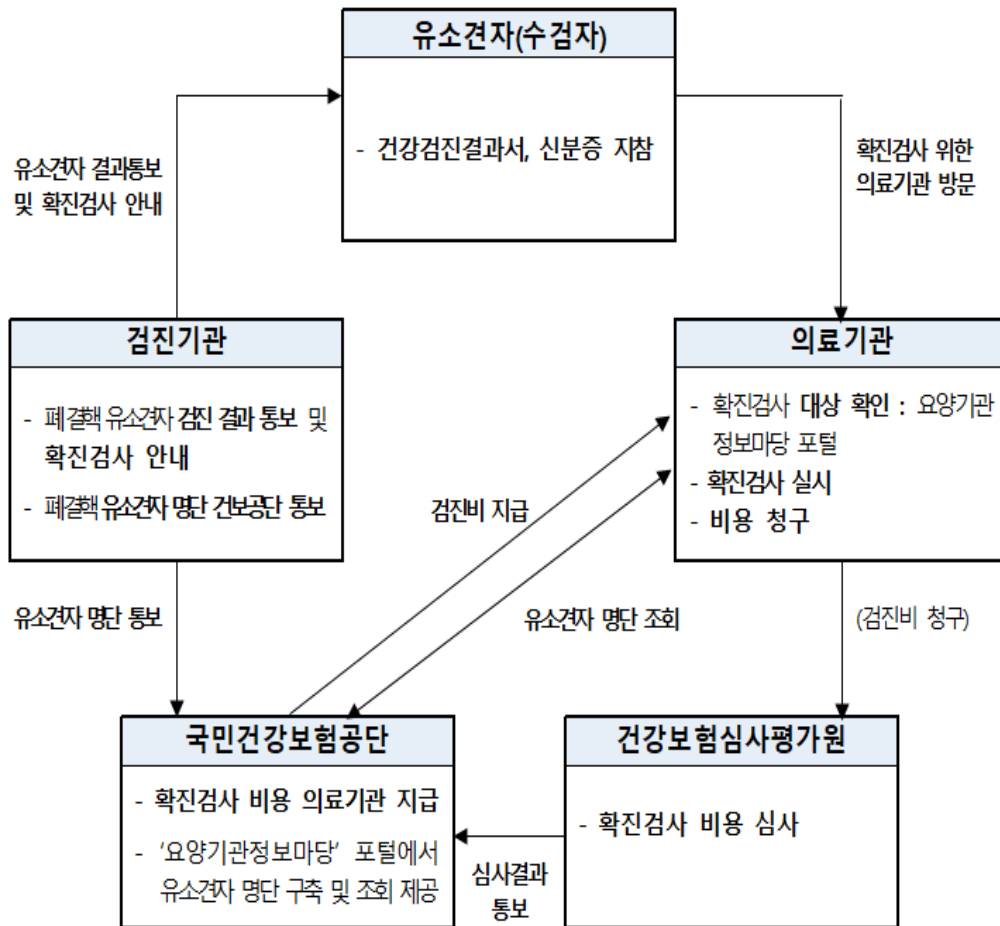 유소견자(수검자)
- 건강검진결과서, 신분증 지참
유소견자 결과통보
및 확진검사 안내
확진검사 위한
의료기관 방문
검진기관
- 폐결핵 유소견자 검진 결과 통보 및
확진검사 안내
- 폐결핵 유소견자 명단 건보공단 통보
의료기관
- 확진검사 대상 확인 : 요양기관
정보마당 포털
- 확진검사 실시
- 비용 청구
검진비 지급
유소견자 명단 통보
유소견자 명단 조회
(검진비 청구)
국민건강보험공단
- 확진검사 비용 의료기관 지급
- ‘요양기관정보마당’ 포털에서
유소견자 명단 구축 및 조회 제공
심사결과
통보
건강보험심사평가원
- 확진검사 비용 심사